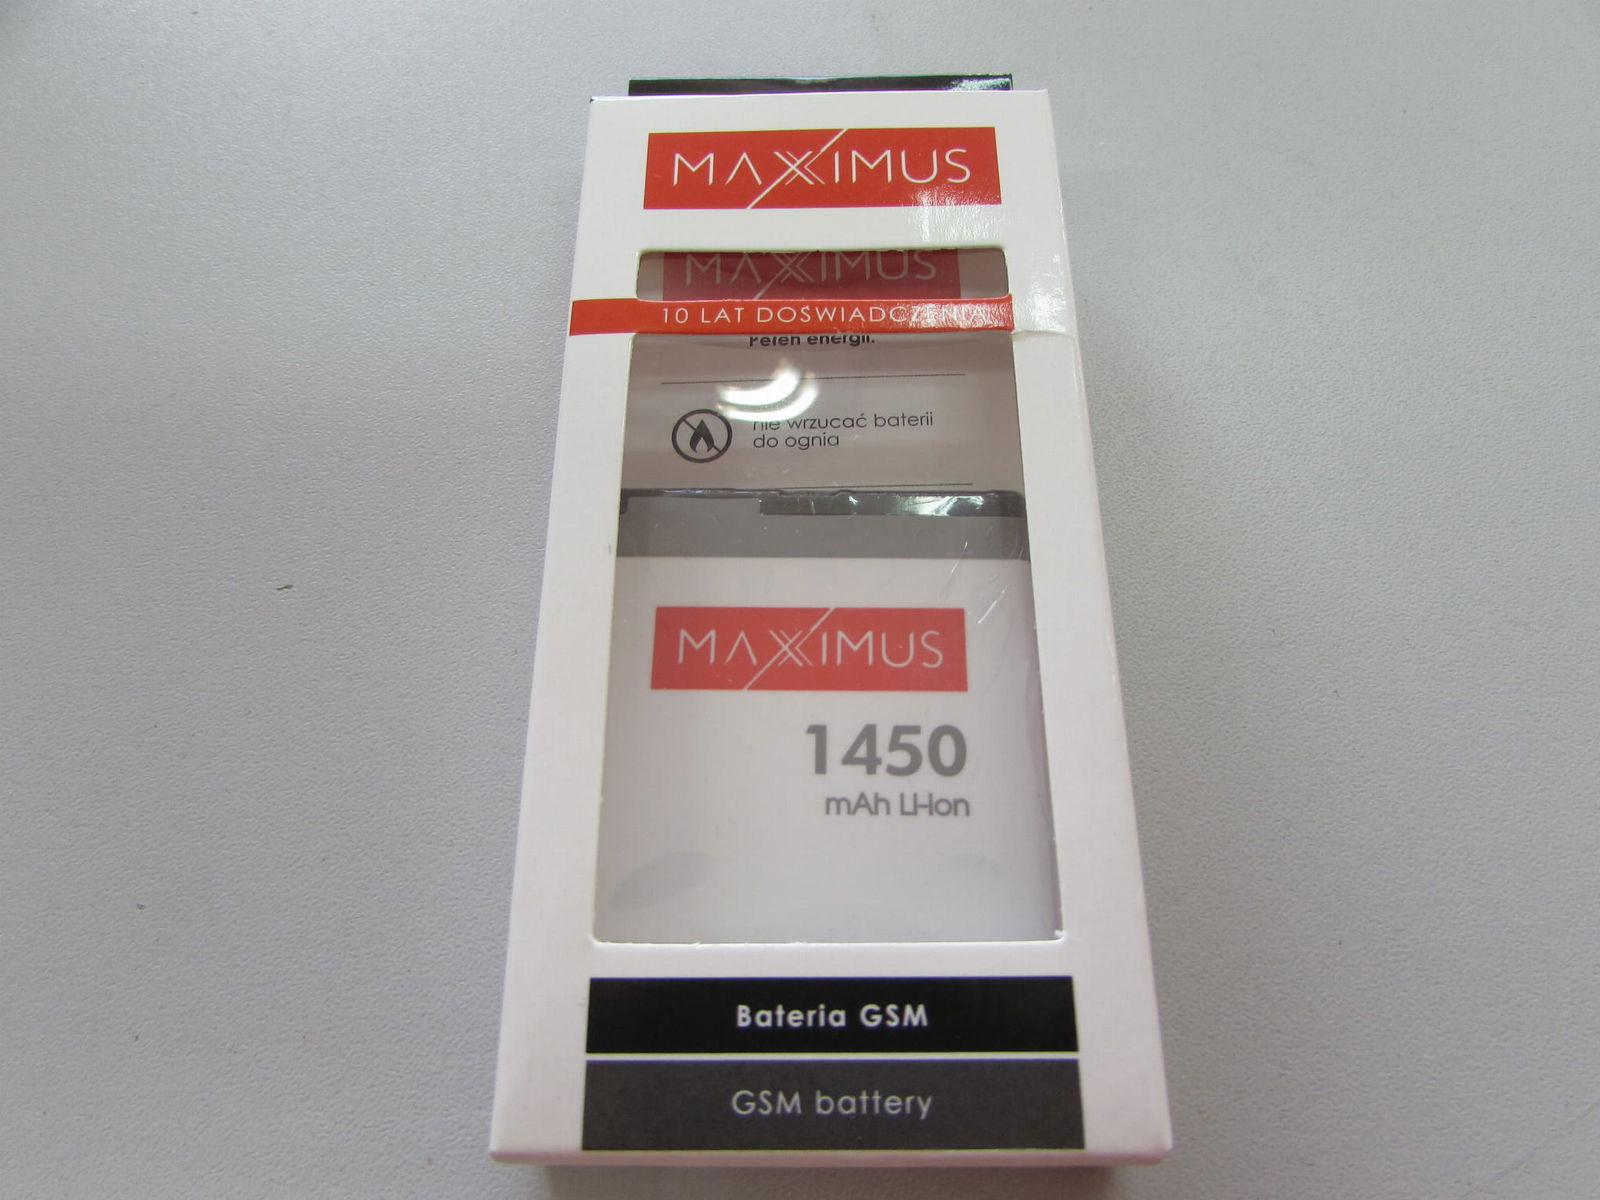 MAXXIMUS
MAXXIMUS
10 LAT DOŚWIADCZENIA
Pełen energii.
nie wrzucać baterii
do ognia
MAXXIMUS
1450
mAh LI-Ion
Bateria GSM
GSM battery